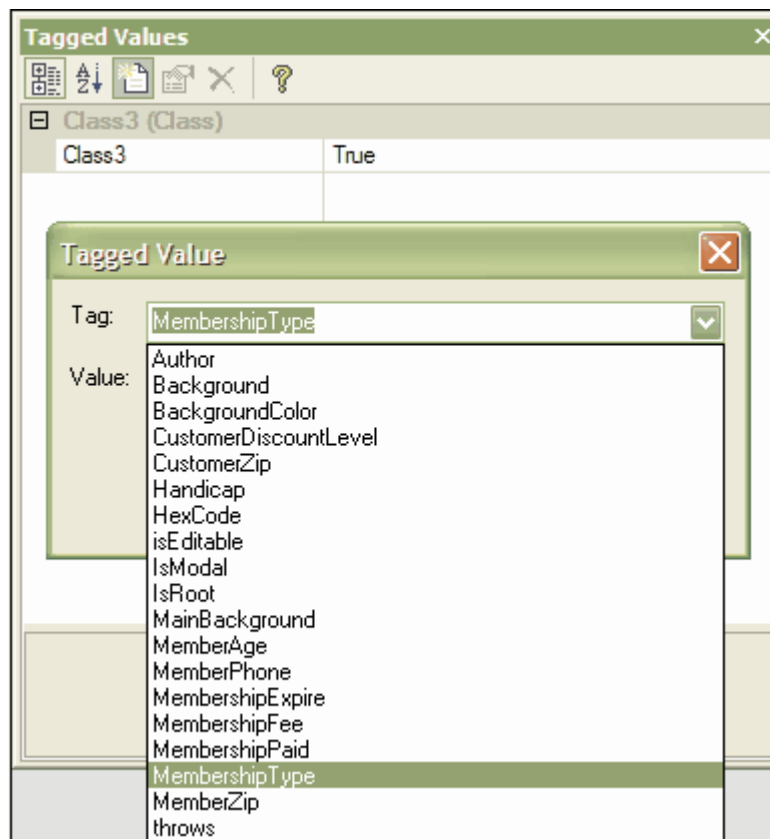 Tagged Values
Class3 (Class)
Class3 True
Tagged Value
Tag: MembershipType
Value:
Author
Background
BackgroundColor
CustomerDiscountLevel
CustomerZip
Handicap
HexCode
isEditable
IsModal
IsRoot
MainBackground
MemberAge
MemberPhone
MembershipExpire
MembershipFee
MembershipPaid
MembershipType
MemberZip
throws